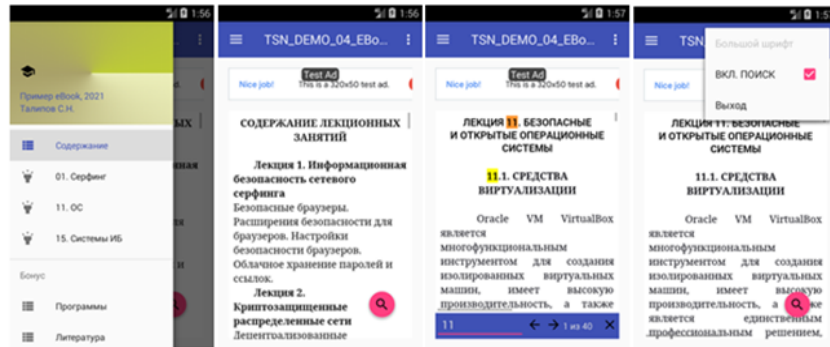 1:56
Пример eBook, 2021
Талипов С.Н.
Содержание
01. Серфинг
11. ОС
15. Системы ИБ
Бонус
Программы
Литература
1:56
TSN_DEMO_04_EBo...
Test Ad
Nice job!
This is a 320x50 test ad.
СОДЕРЖАНИЕ ЛЕКЦИОННЫХ
ЗАНЯТИЙ
Лекция 1. Информационная
безопасность сетевого
серфинга
Безопасные браузеры.
Расширения безопасности для
браузеров. Настройки
безопасности браузеров.
Облачное хранение паролей и
ссылок.
Лекция 2.
Криптозащищенные
распределенные сети
Децентрализованные
1:57
TSN_DEMO_04_EBo...
Test Ad
Nice job!
This is a 320x50 test ad.
ЛЕКЦИЯ 11. БЕЗОПАСНЫЕ
И ОТКРЫТЫЕ ОПЕРАЦИОННЫЕ
СИСТЕМЫ
11.1. СРЕДСТВА
ВИРТУАЛИЗАЦИИ
Oracle VM VirtualBox
является
многофункциональным
инструментом для создания
изолированных виртуальных
машин, имеет высокую
производительность, а также
11
1 из 40
1:5
TSN
Большой шрифт
ВКЛ. ПОИСК
Выход
Nice job!
ЛЕКЦИЯ 11. БЕЗОПАСНЫЕ
И ОТКРЫТЫЕ ОПЕРАЦИОННЫЕ
СИСТЕМЫ
11.1. СРЕДСТВА
ВИРТУАЛИЗАЦИИ
Oracle VM VirtualBox
является
многофункциональным
инструментом для создания
изолированных виртуальных
машин, имеет высокую
производительность, а
является единственным
профессиональным решением,